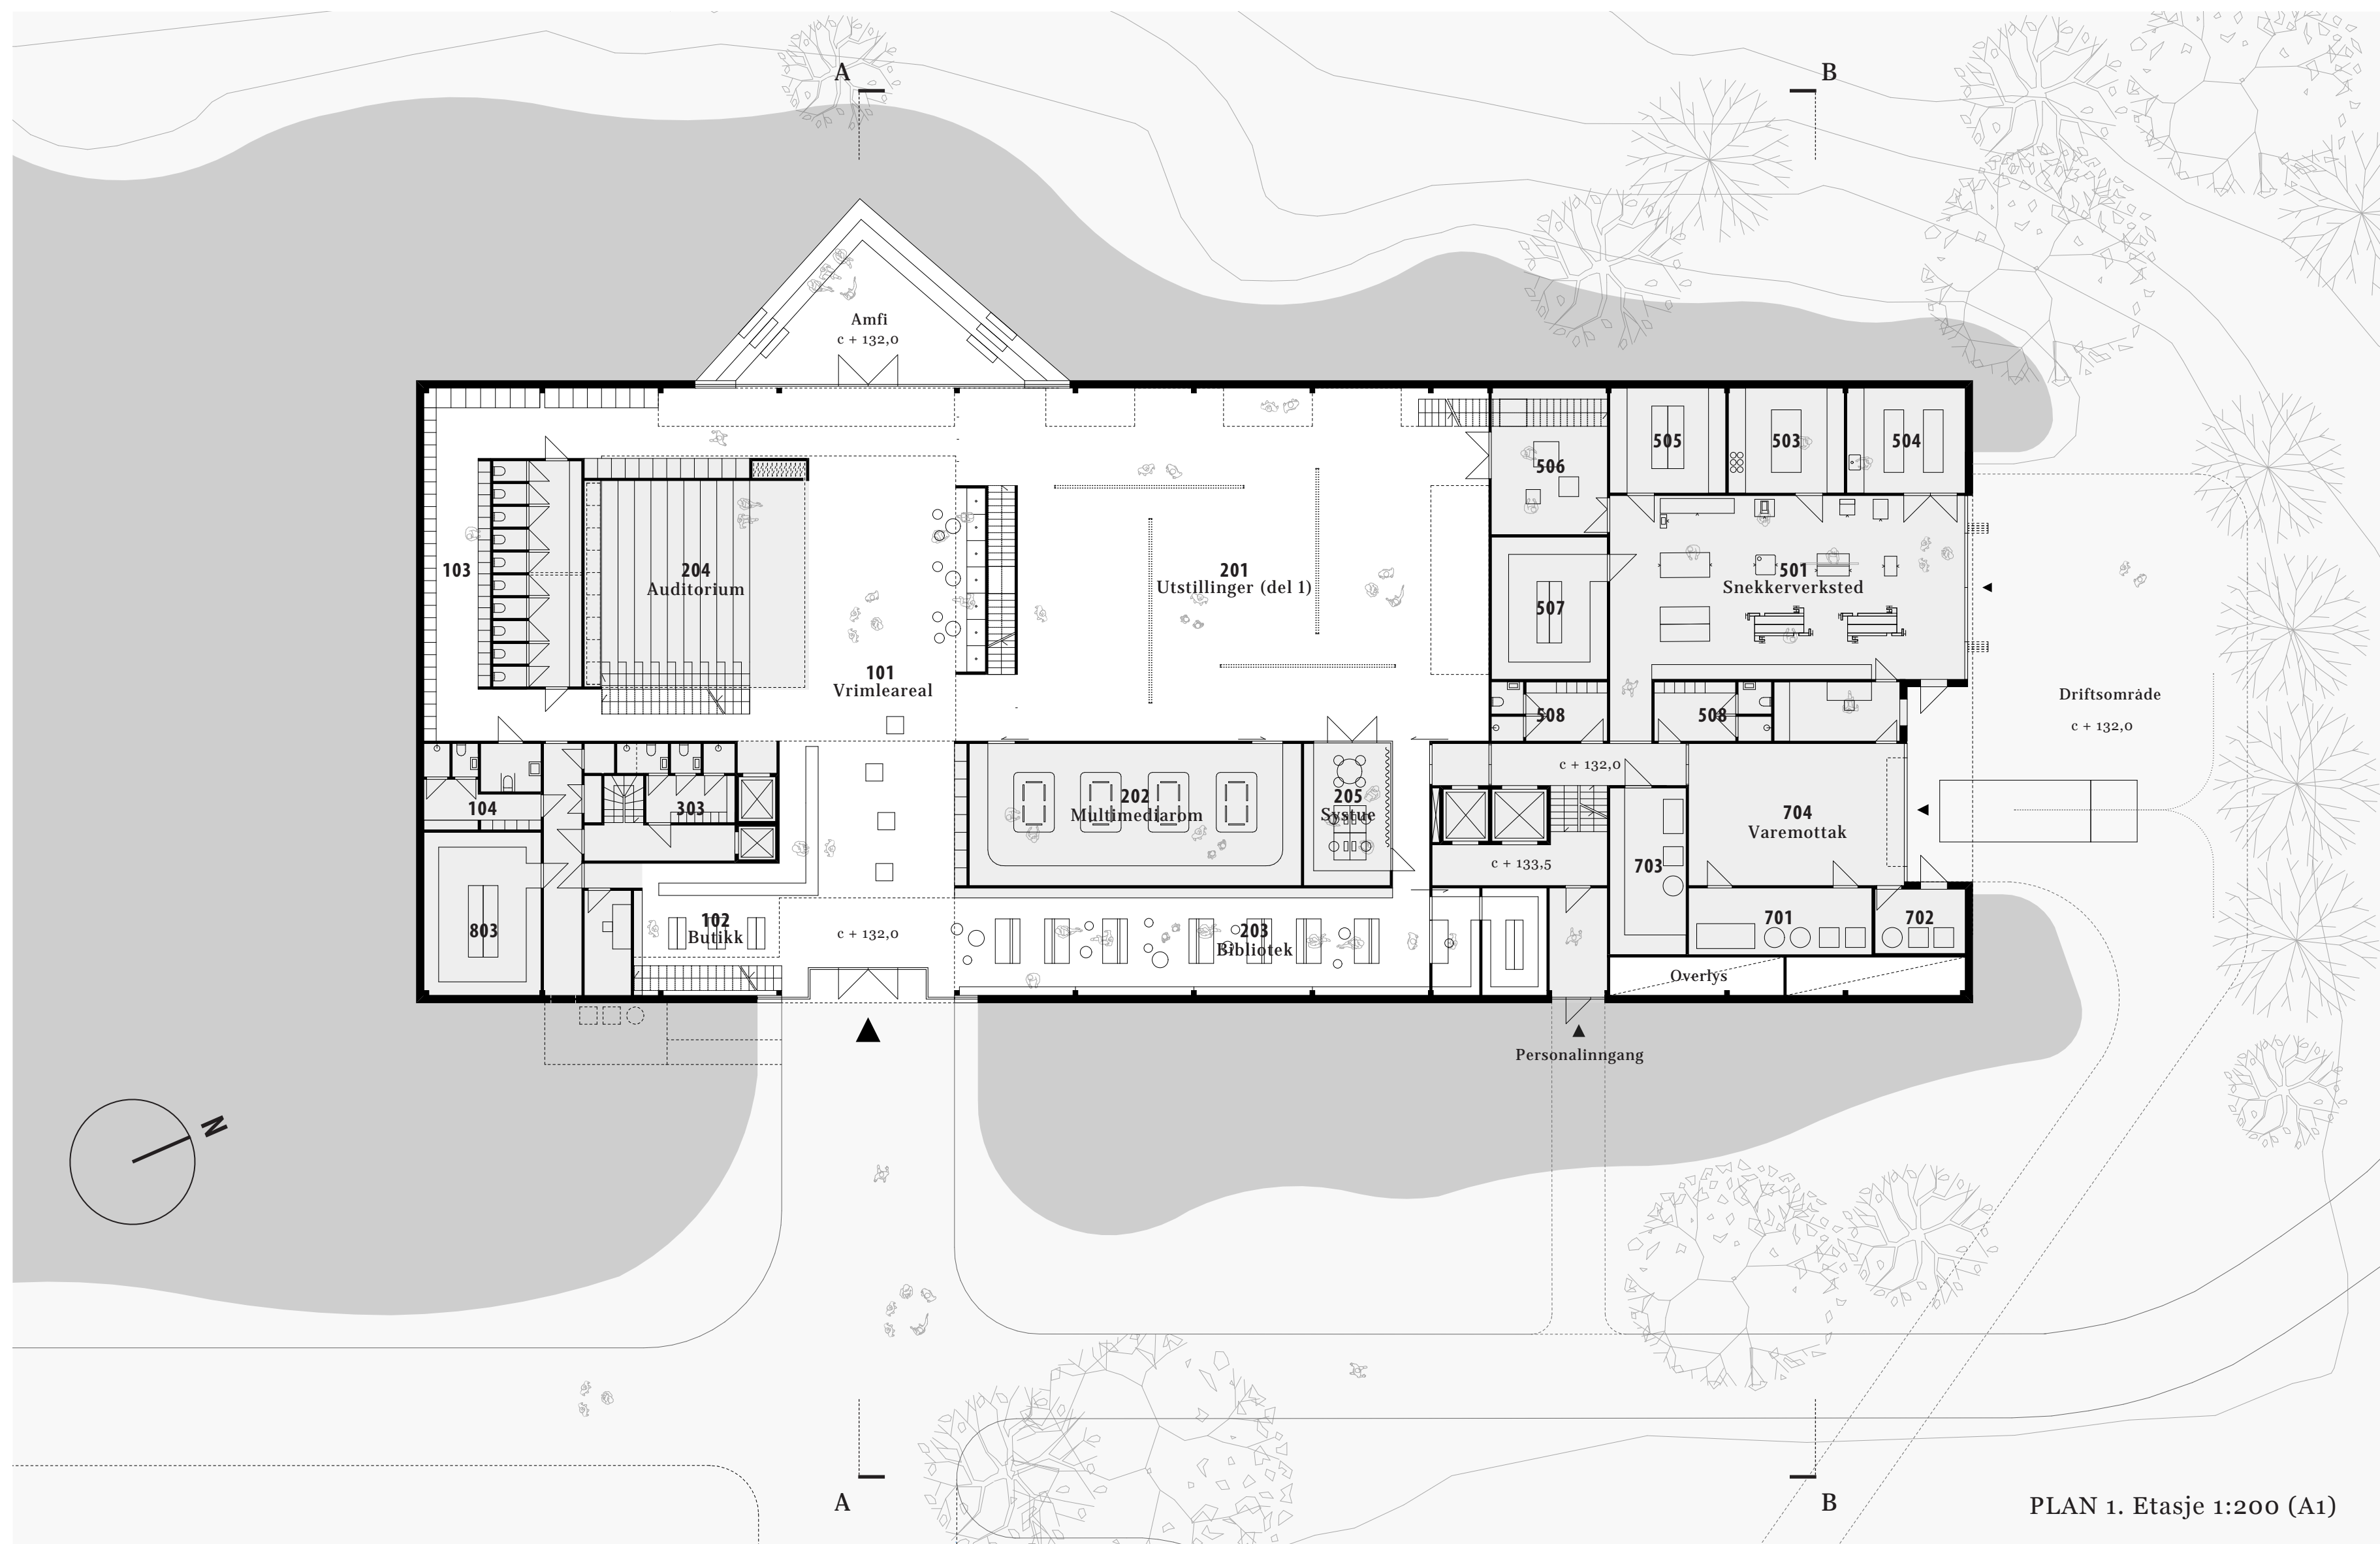 A
B
Amfi
c + 132,0
505
503
504
506
103
204
Auditorium
201
Utstillinger (del 1)
501
Snekkerverksted
507
101
Vrimleareal
508
508
Driftsområde
c + 132,0
c + 132,0
104
303
202
Multimediarom
205
Systue
704
Varemottak
c + 133,5
703
803
102
Butikk
c + 132,0
203
Bibliotek
701
702
Overlys
Personalinngang
N
A
B
PLAN 1. Etasje 1:200 (A1)